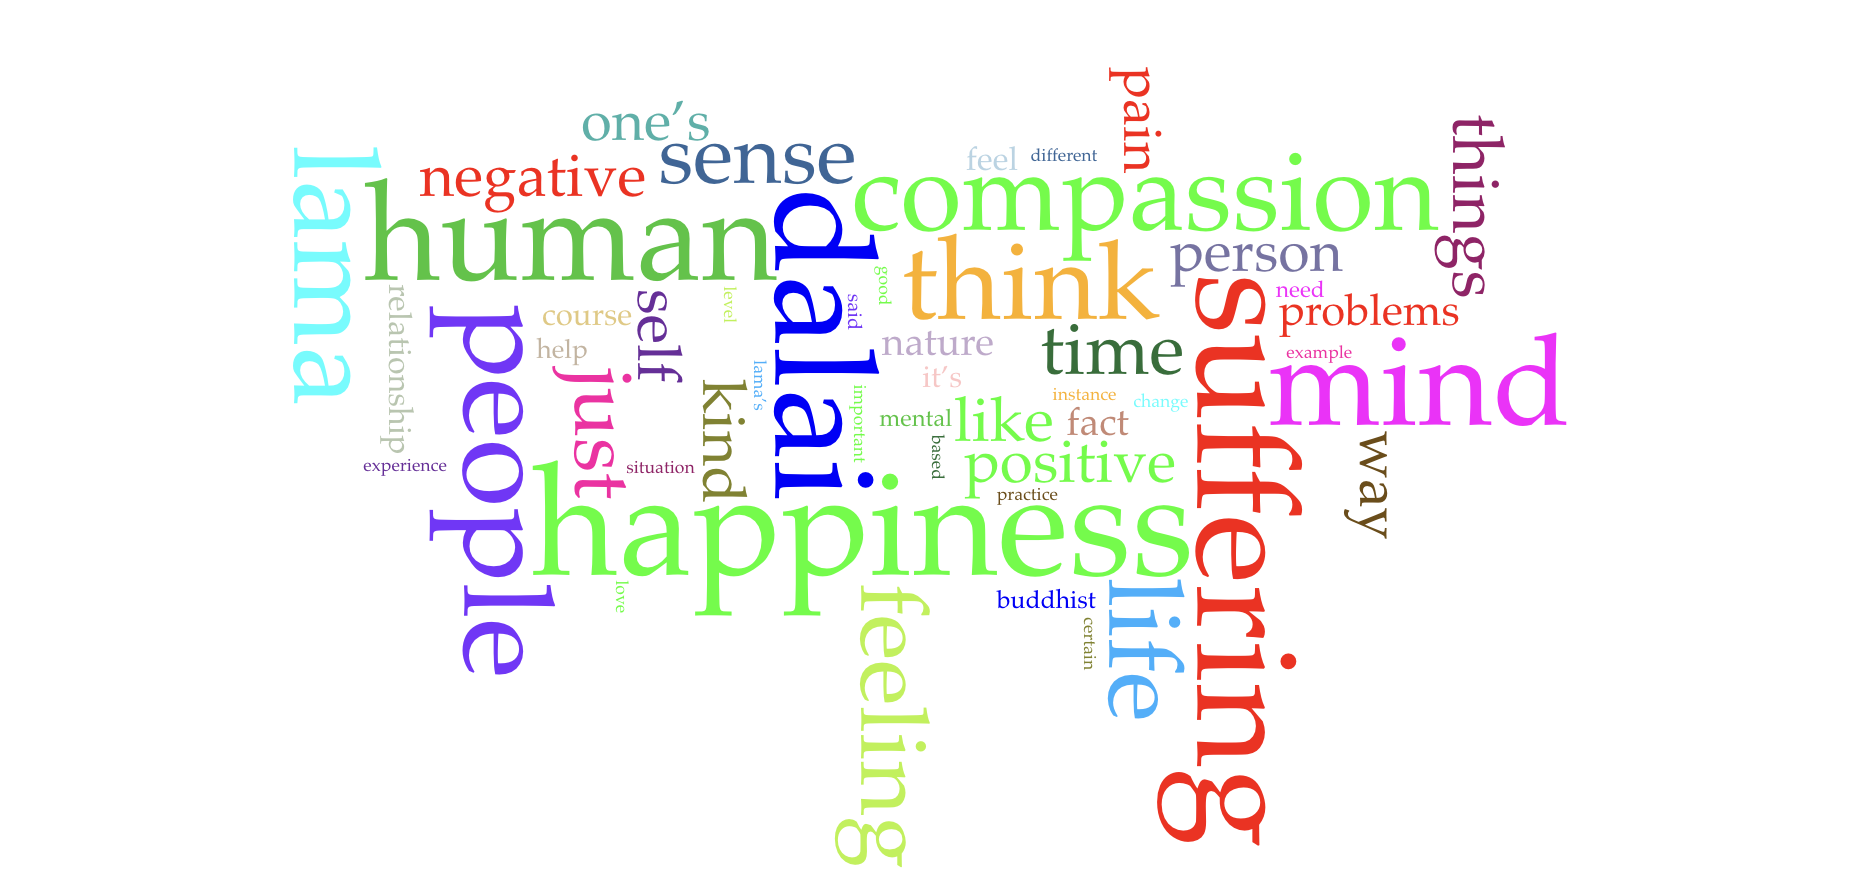 pain
one’s
things
sense
lama
negative
feel
different
compassion
human
dalai
think
person
good
suffering
need
relationship
people
self
level
said
problems
course
nature
time
help
example
mind
just
kind
lama’s
it’s
important
instance
change
mental
like
fact
based
way
experience
situation
positive
happiness
practice
love
feeling
buddhist
life
certain